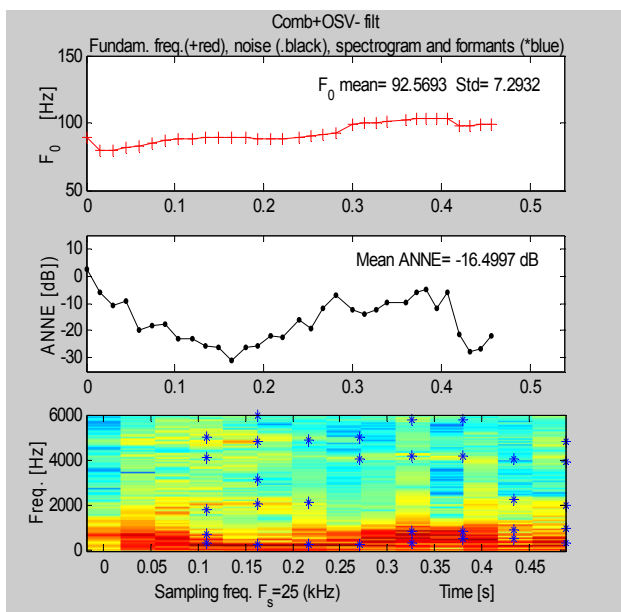 Comb+OSV- filt
Fundam. freq.(+red), noise (.black), spectrogram and formants (*blue)
150
100
50
F0 [Hz]
F0 mean= 92.5693 Std= 7.2932
0 0.1 0.2 0.3 0.4 0.5
10
0
-10
-20
-30
ANNE [dB])
Mean ANNE= -16.4997 dB
0 0.1 0.2 0.3 0.4 0.5
6000
4000
2000
0
Freq. [Hz]
0 0.05 0.1 0.15 0.2 0.25 0.3 0.35 0.4 0.45
Sampling freq. Fs=25 (kHz) Time [s]